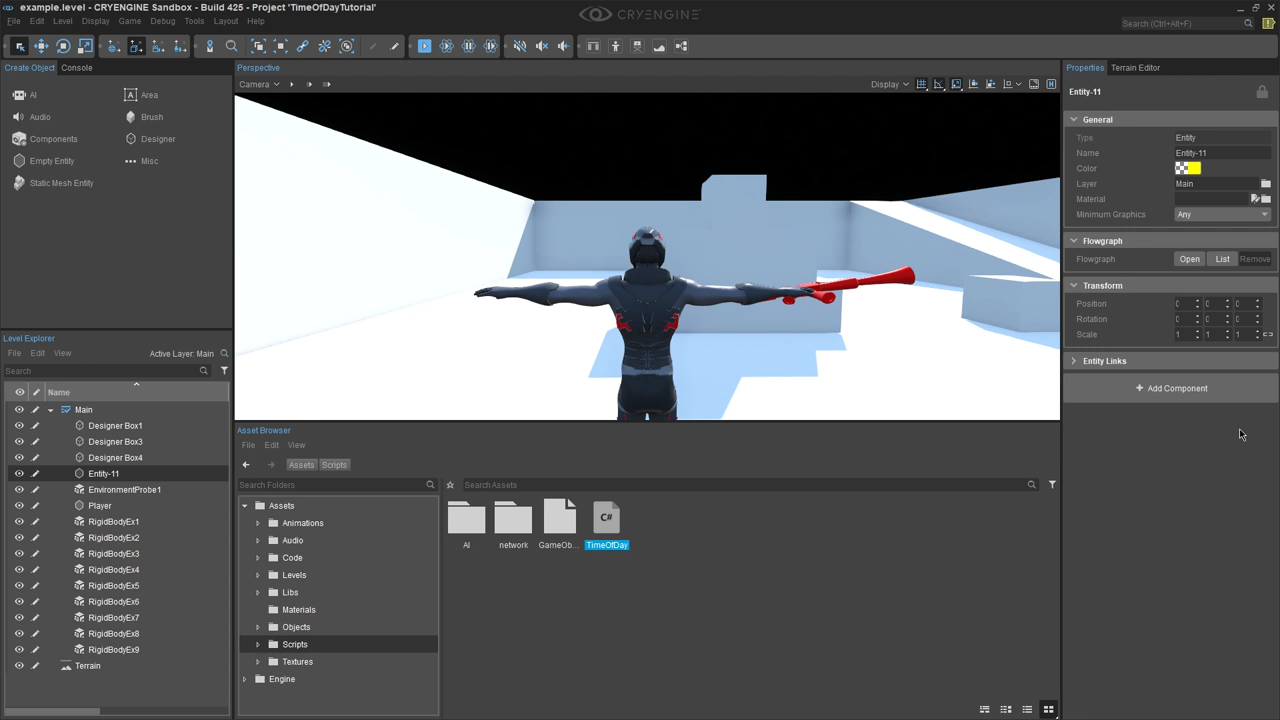 example.level - CRYENGINE Sandbox - Build 425 - Project 'TimeOfDayTutorial'
CRYENGINE
File Edit Level Display Group Debug Tools Layout Help
Search (Ctrl+Alt+F)
Create Object Console
AI Area
Audio Brush
Components Designer
Empty Entity Misc
Static Mesh Entity
Perspective
Camera
Display
Properties Terrain Editor
Entity-11
General
Type Entity
Name Entity-11
Color
Layer Main
Material
Minimum Graphics Any
Flowgraph
Flowgraph Open List Remove
Transform
Position 0 0 0
Rotation 0 0 0
Scale 1 1 1
Entity Links
Add Component
Level Explorer
File Edit View Active Layer: Main
Search
Name
Main
Designer Box1
Designer Box3
Designer Box4
Entity-11
EnvironmentProbe1
Player
RigidBodyEx1
RigidBodyEx2
RigidBodyEx3
RigidBodyEx4
RigidBodyEx5
RigidBodyEx6
RigidBodyEx7
RigidBodyEx8
RigidBodyEx9
Terrain
Asset Browser
File Edit View
Assets Scripts
Search Folders
Search Assets
Assets
Animations
Audio
Code
Levels
Libs
Materials
Objects
Scripts
Textures
Engine
C#
AI network GameOb... TimeOfDay